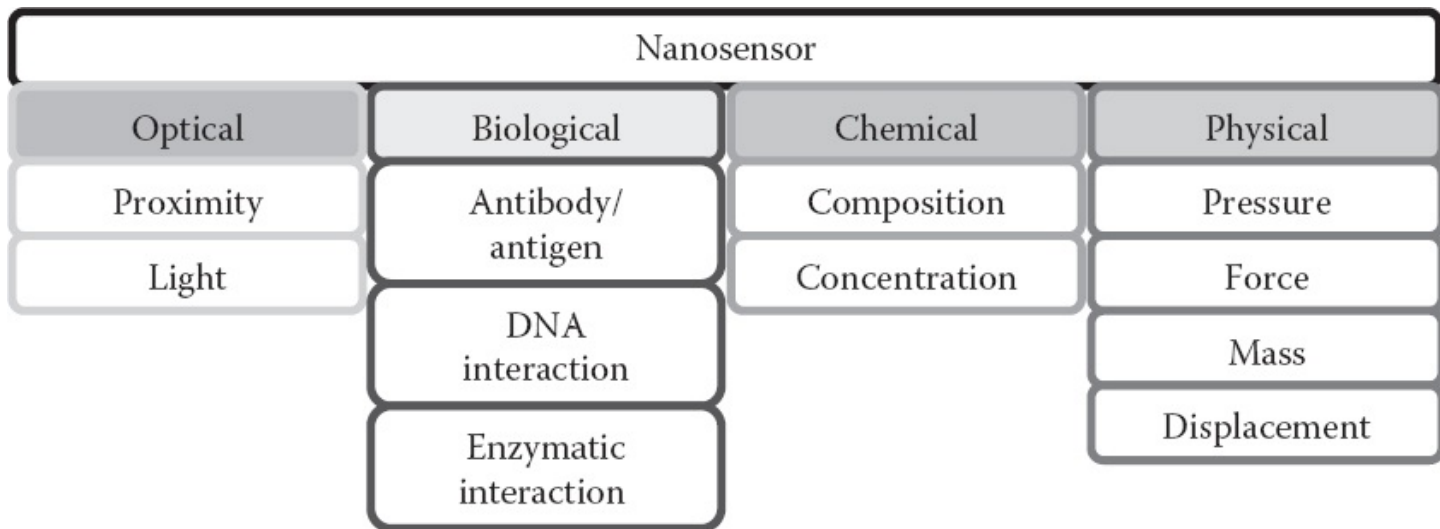 Nanosensor
Optical
Biological
Chemical
Physical
Proximity
Antibody/
antigen
Composition
Pressure
Light
Concentration
Force
DNA
interaction
Mass
Enzymatic
interaction
Displacement